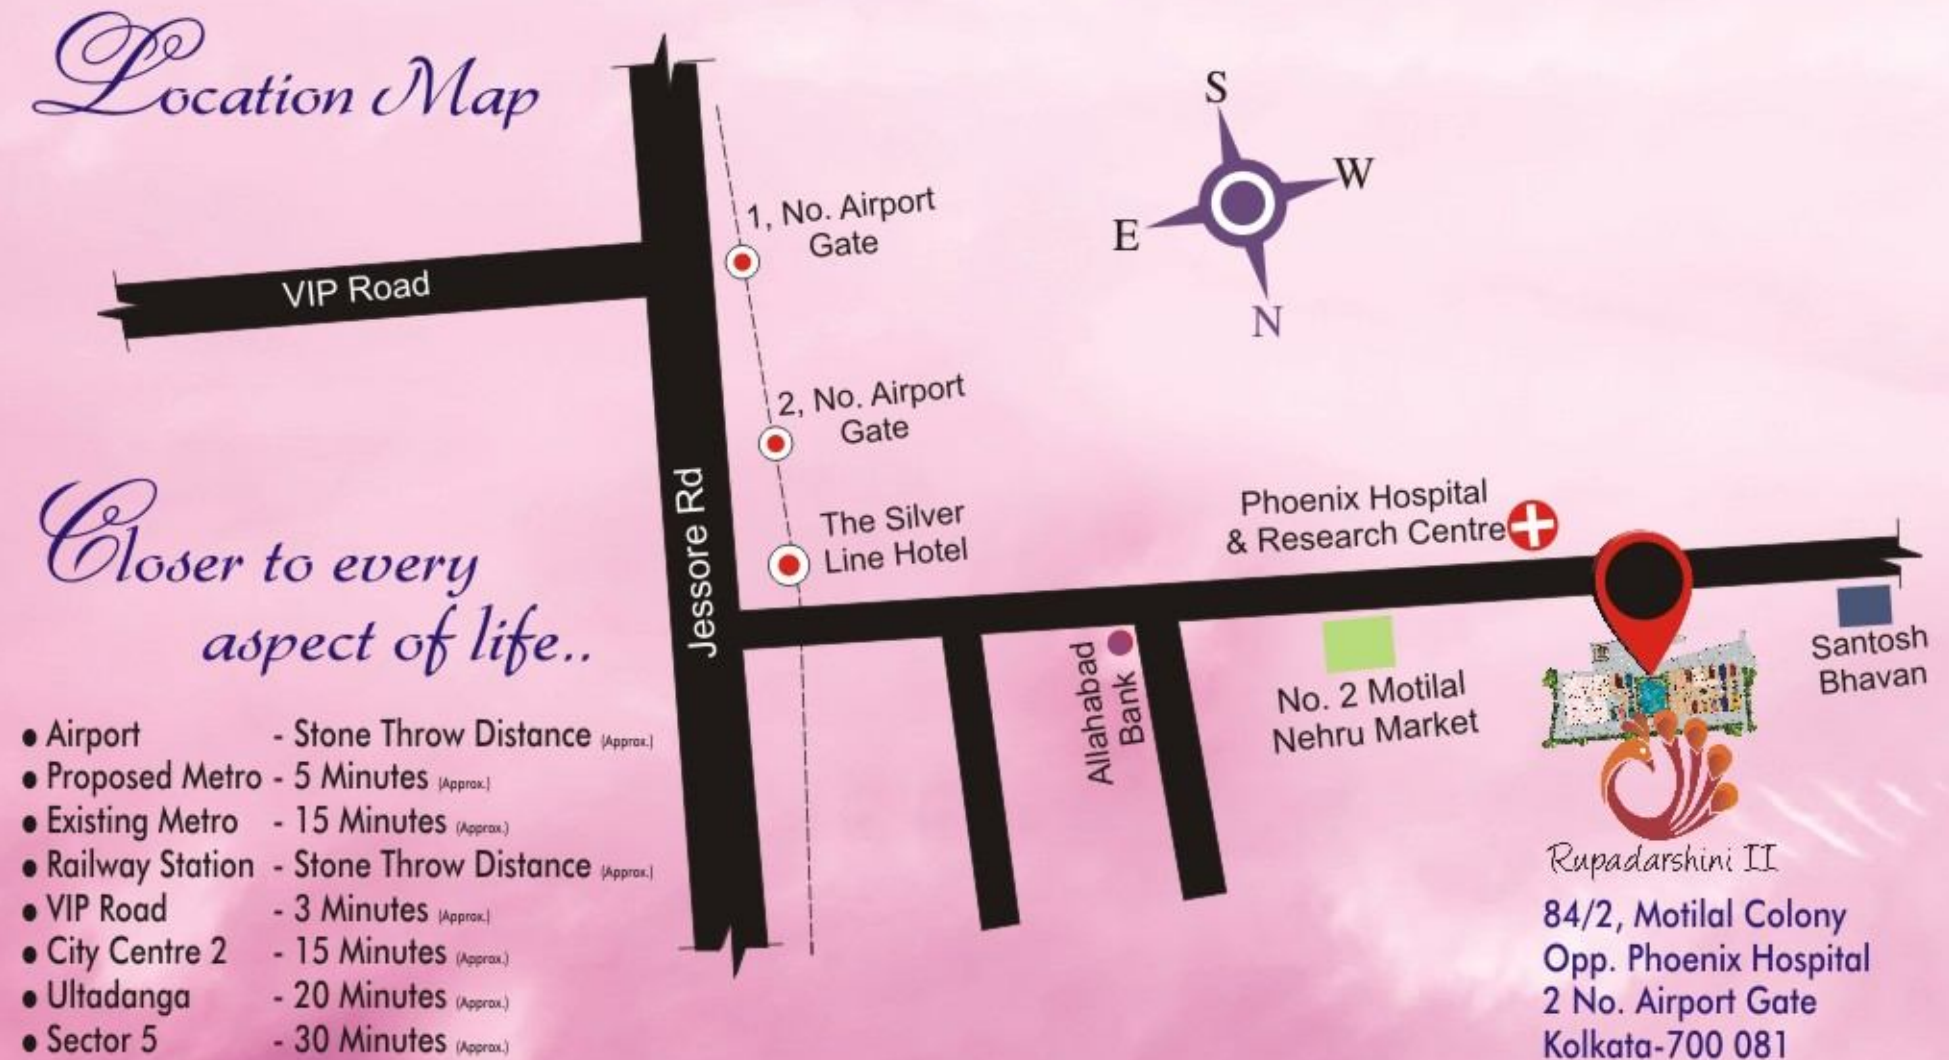 Location Map
S
W
E
N
1, No. Airport
Gate
VIP Road
2, No. Airport
Gate
Jessore Rd
The Silver
Line Hotel
Phoenix Hospital
& Research Centre
Allahabad
Bank
No. 2 Motilal
Nehru Market
Santosh
Bhavan
Closer to every
aspect of life..
• Airport - Stone Throw Distance (Approx.)
• Proposed Metro - 5 Minutes (Approx.)
• Existing Metro - 15 Minutes (Approx.)
• Railway Station - Stone Throw Distance (Approx.)
• VIP Road - 3 Minutes (Approx.)
• City Centre 2 - 15 Minutes (Approx.)
• Ultadanga - 20 Minutes (Approx.)
• Sector 5 - 30 Minutes (Approx.)
Rupadarshini II
84/2, Motilal Colony
Opp. Phoenix Hospital
2 No. Airport Gate
Kolkata-700 081